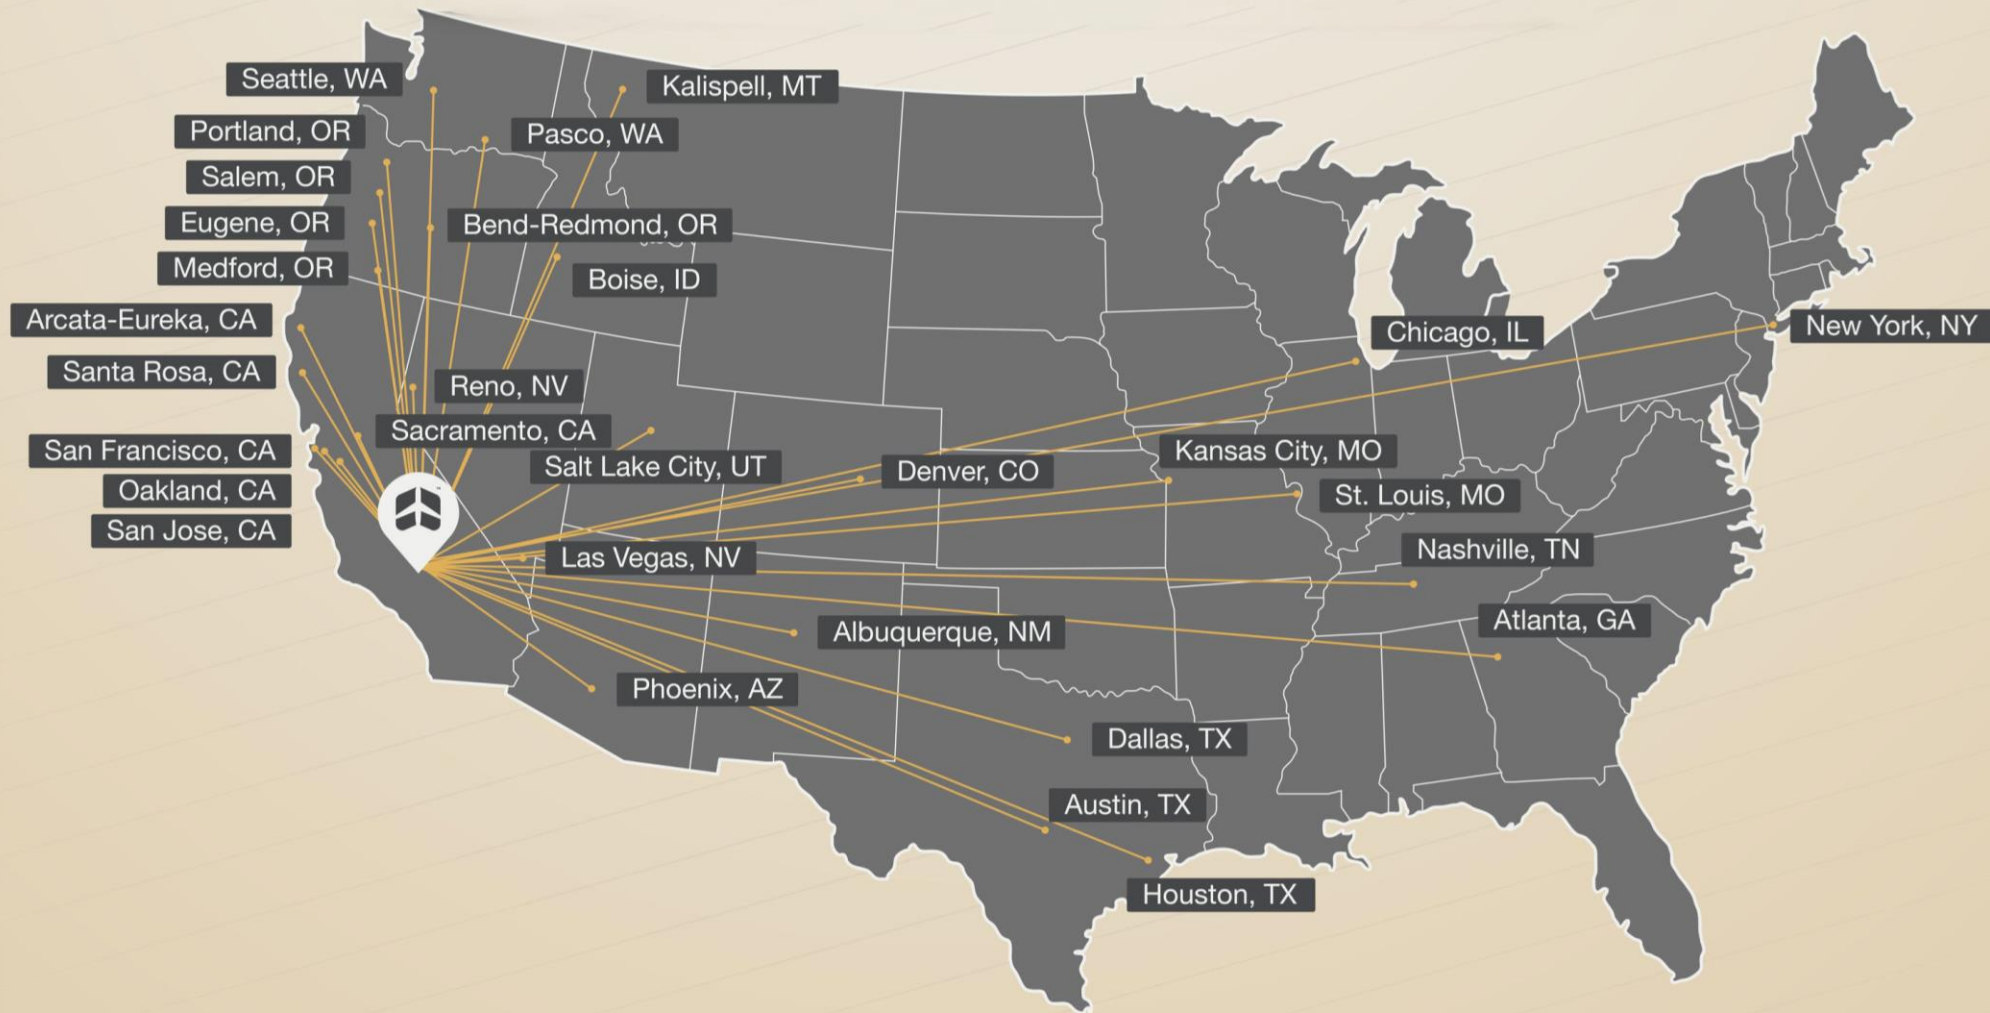 Seattle, WA
Kalispell, MT
Portland, OR
Pasco, WA
Salem, OR
Eugene, OR
Bend-Redmond, OR
Medford, OR
Boise, ID
Arcata-Eureka, CA
Chicago, IL
New York, NY
Santa Rosa, CA
Reno, NV
Sacramento, CA
San Francisco, CA
Salt Lake City, UT
Denver, CO
Kansas City, MO
Oakland, CA
St. Louis, MO
San Jose, CA
Las Vegas, NV
Nashville, TN
Albuquerque, NM
Atlanta, GA
Phoenix, AZ
Dallas, TX
Austin, TX
Houston, TX